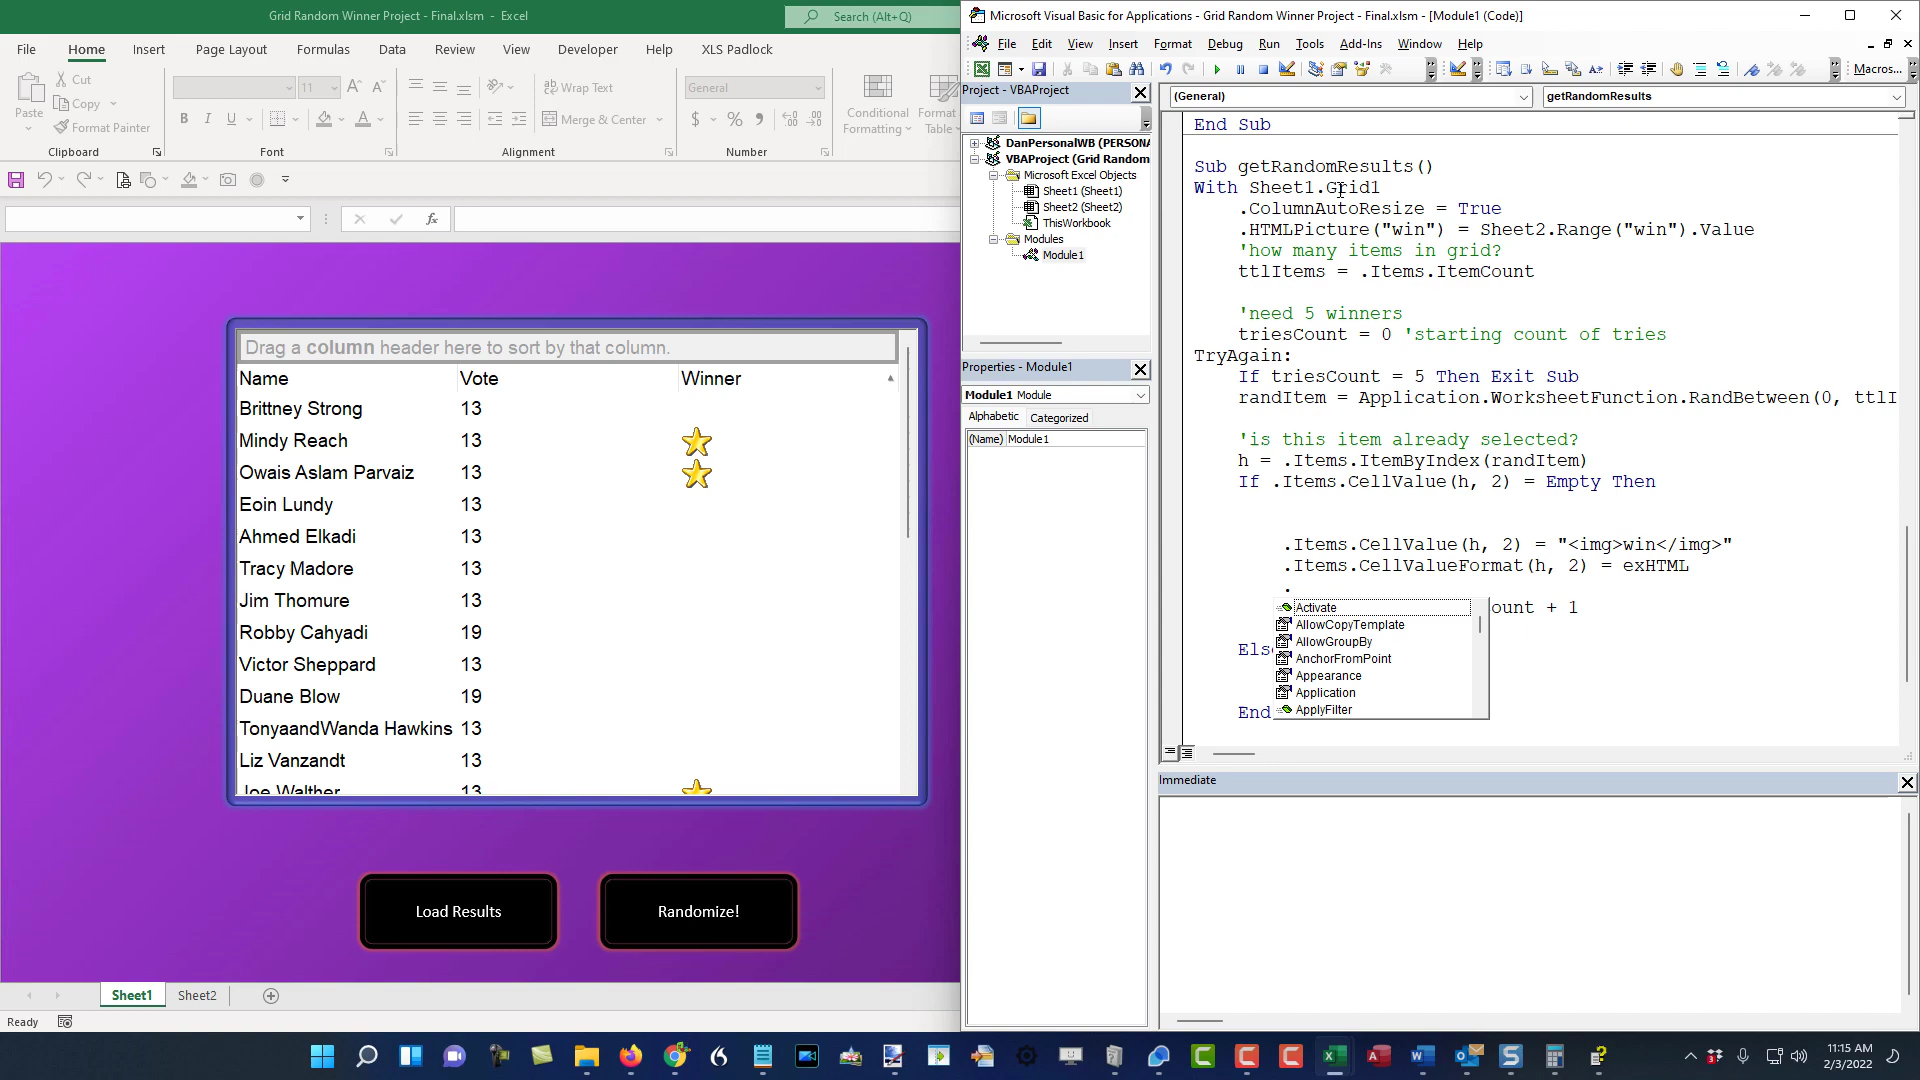 Grid Random Winner Project - Final.xlsm - Excel
Search (Alt+Q)
File Home Insert Page Layout Formulas Data Review View Developer Help XLS Padlock
Paste
Cut
Copy
Format Painter
Clipboard
11
B I U
Font
Wrap Text
Merge & Center
Alignment
General
Number
Conditional Formatting
Format Table
Drag a column header here to sort by that column.
Name Vote Winner
Brittney Strong 13
Mindy Reach 13
Owais Aslam Parvaiz 13
Eoin Lundy 13
Ahmed Elkadi 13
Tracy Madore 13
Jim Thomure 13
Robby Cahyadi 19
Victor Sheppard 13
Duane Blow 19
TonyaandWanda Hawkins 13
Liz Vanzandt 13
Joe Walther 13
Load Results
Randomize!
Sheet1 Sheet2
Ready
Microsoft Visual Basic for Applications - Grid Random Winner Project - Final.xlsm - [Module1 (Code)]
File Edit View Insert Format Debug Run Tools Add-Ins Window Help
Macros...
Project - VBAProject
DanPersonalWB (PERSONA
VBAProject (Grid Random
Microsoft Excel Objects
Sheet1 (Sheet1)
Sheet2 (Sheet2)
ThisWorkbook
Modules
Module1
Properties - Module1
Module1 Module
Alphabetic Categorized
(Name) Module1
(General) getRandomResults
End Sub
Sub getRandomResults()
With Sheet1.Grid1
.ColumnAutoResize = True
.HTMLPicture("win") = Sheet2.Range("win").Value
'how many items in grid?
ttlItems = .Items.ItemCount
'need 5 winners
triesCount = 0 'starting count of tries
TryAgain:
If triesCount = 5 Then Exit Sub
randItem = Application.WorksheetFunction.RandBetween(0, ttlI
'is this item already selected?
h = .Items.ItemByIndex(randItem)
If .Items.CellValue(h, 2) = Empty Then
.Items.CellValue(h, 2) = "<img>win</img>"
.Items.CellValueFormat(h, 2) = exHTML
.
ount + 1
Else
End
Activate
AllowCopyTemplate
AllowGroupBy
AnchorFromPoint
Appearance
Application
ApplyFilter
Immediate
11:15 AM
2/3/2022